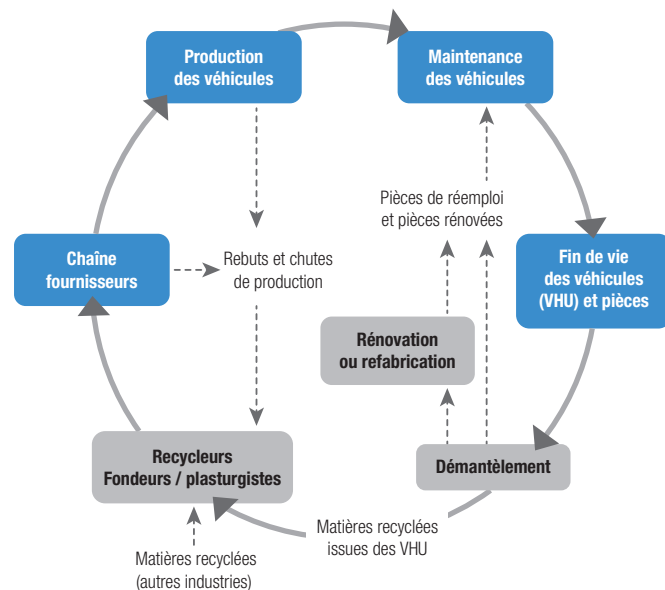 Production
des véhicules
Maintenance
des véhicules
Pièces de réemploi
et pièces rénovées
Chaîne
fournisseurs
Rebuts et chutes
de production
Fin de vie
des véhicules
(VHU) et pièces
Rénovation
ou refabrication
Recycleurs
Fondeurs / plasturgistes
Démantèlement
Matières recyclées
issues des VHU
Matières recyclées
(autres industries)